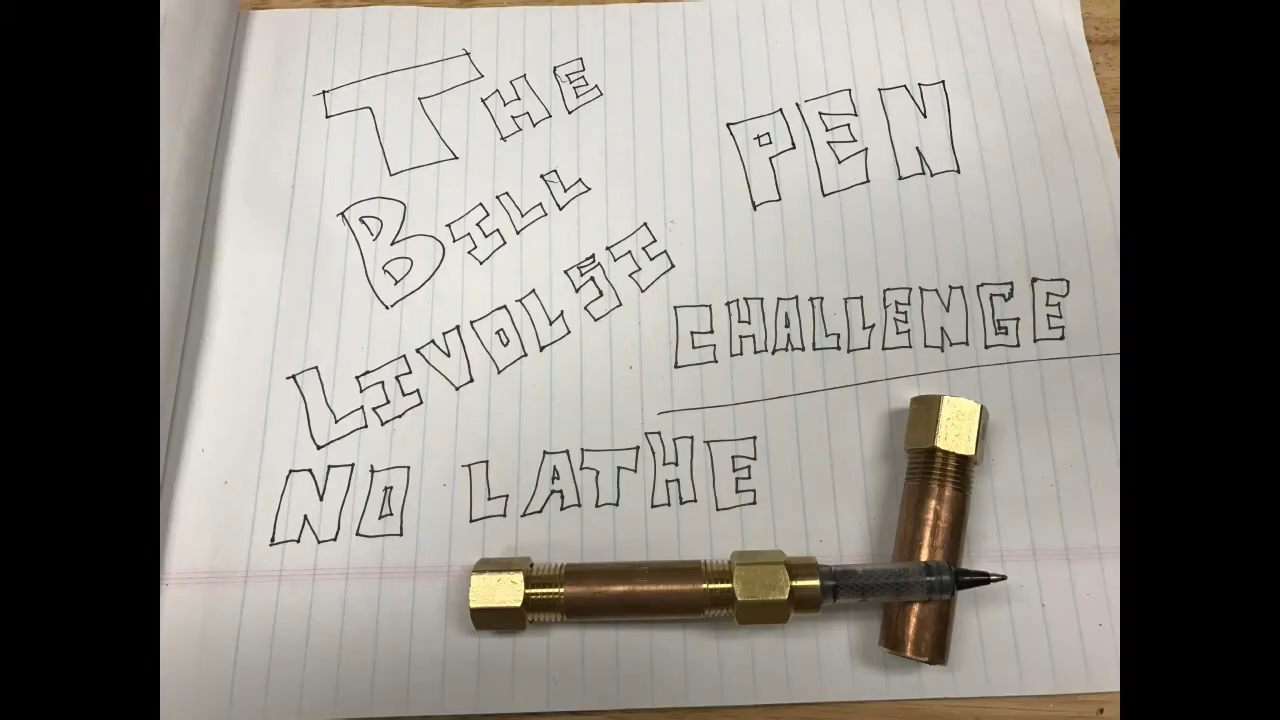 THE
BILL
LIVOLSI
NO LATHE
PEN
CHALLENGE